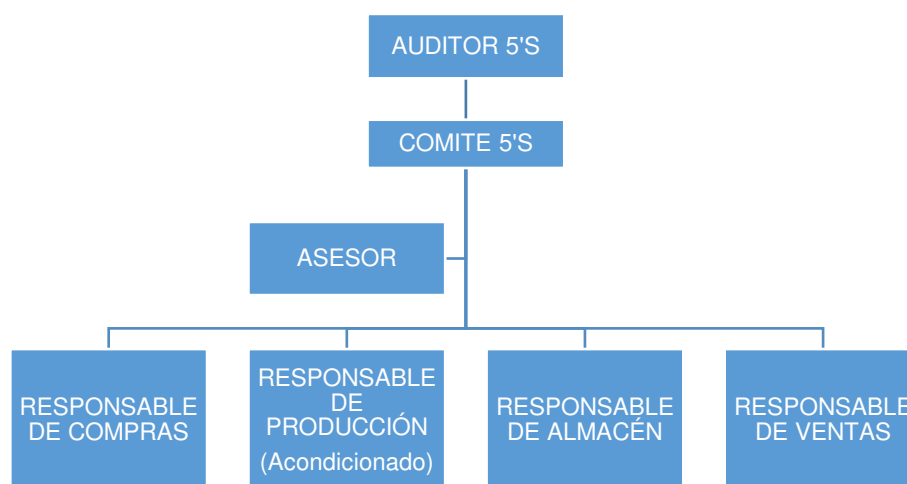 AUDITOR 5'S
COMITE 5'S
ASESOR
RESPONSABLE
DE COMPRAS
RESPONSABLE
DE
PRODUCCIÓN
(Acondicionado)
RESPONSABLE
DE ALMACÉN
RESPONSABLE
DE VENTAS